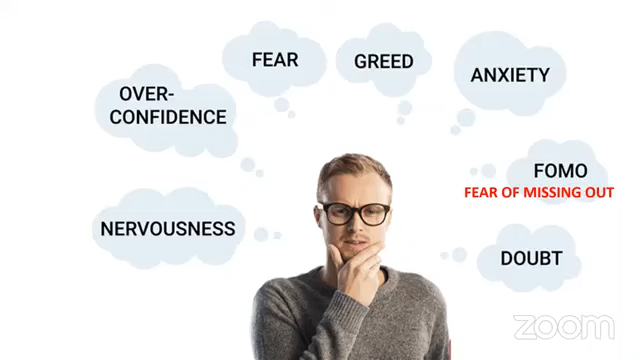 FEAR
GREED
ANXIETY
OVER-
CONFIDENCE
FOMO
FEAR OF MISSING OUT
NERVOUSNESS
DOUBT
zoom